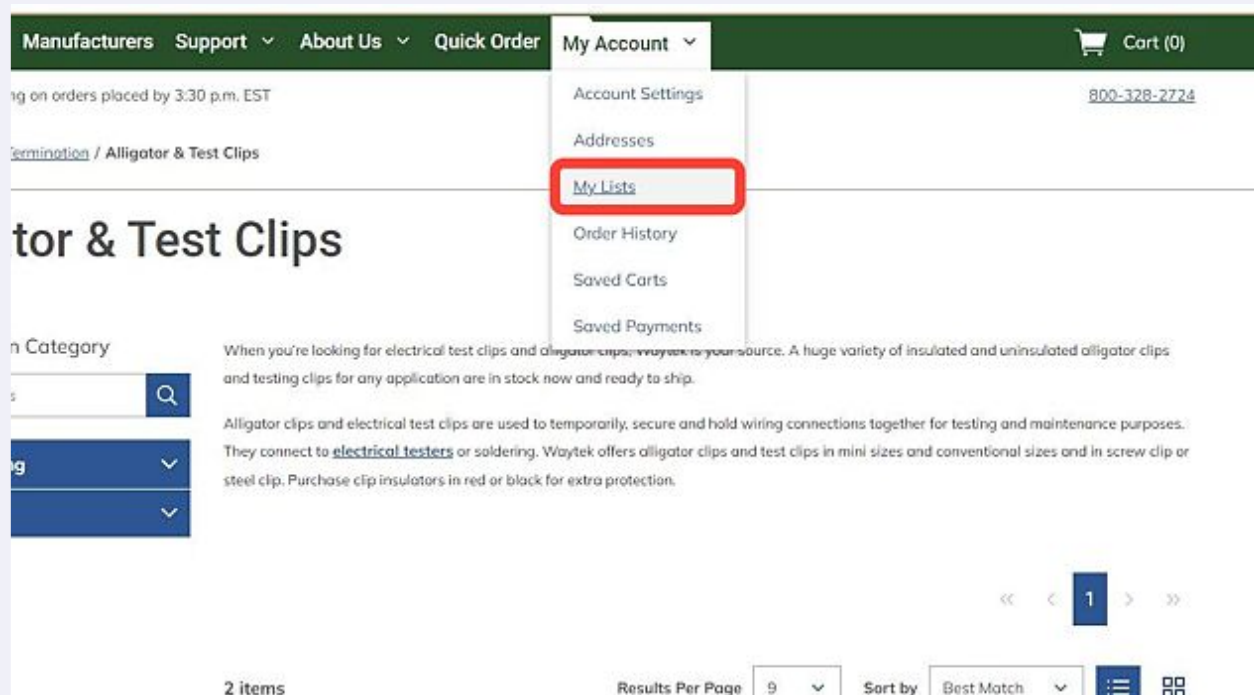 Manufacturers Support About Us Quick Order My Account Cart (0)
ng on orders placed by 3:30 p.m. EST
800-328-2724
Termination / Alligator & Test Clips
Account Settings
Addresses
My Lists
Order History
Saved Carts
Saved Payments
tor & Test Clips
n Category
When you're looking for electrical test clips and alligator clips, Waytek is your source. A huge variety of insulated and uninsulated alligator clips
and testing clips for any application are in stock now and ready to ship.
s
Alligator clips and electrical test clips are used to temporarily, secure and hold wiring connections together for testing and maintenance purposes.
They connect to electrical testers or soldering. Waytek offers alligator clips and test clips in mini sizes and conventional sizes and in screw clip or
steel clip. Purchase clip insulators in red or black for extra protection.
g
« < 1 > »
2 items Results Per Page 9 Sort by Best Match